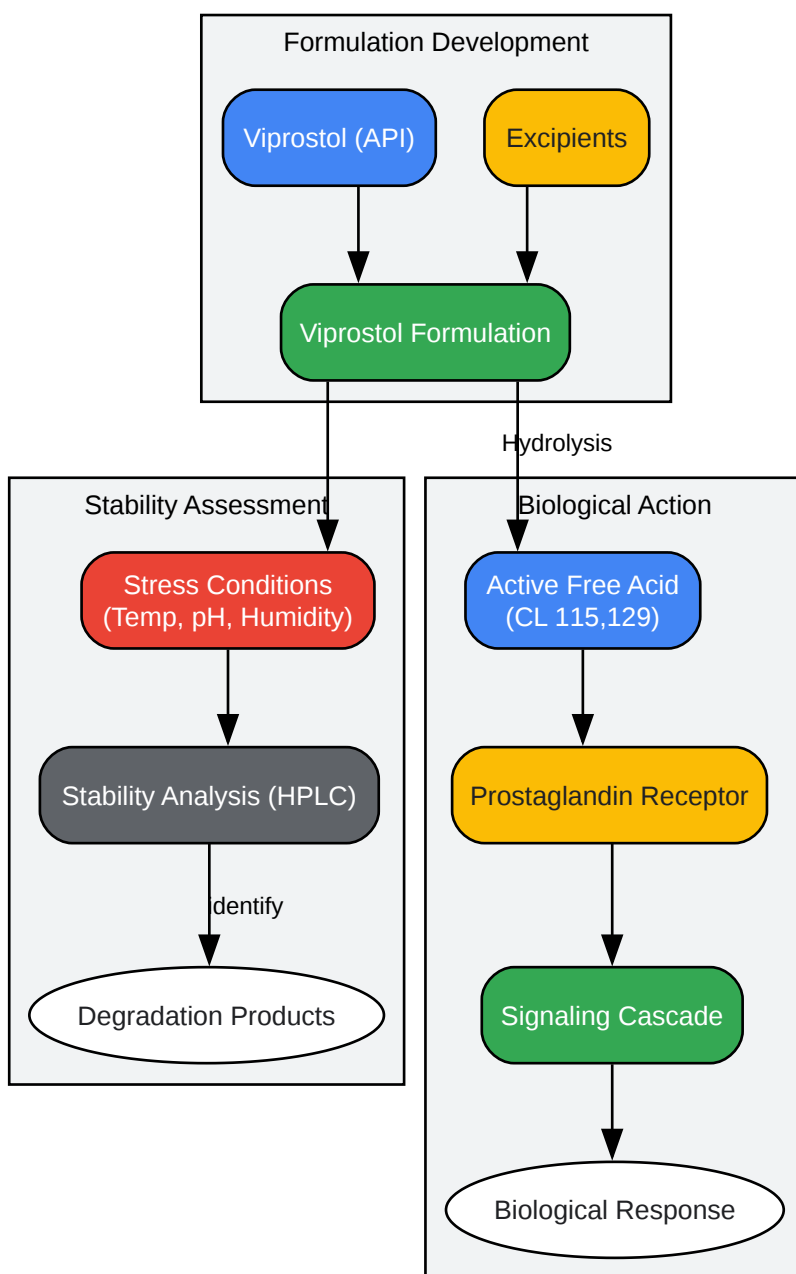 Formulation Development
Viprostol (API)
Excipients
Viprostol Formulation
Hydrolysis
Stability Assessment
Stress Conditions
(Temp, pH, Humidity)
Stability Analysis (HPLC)
identify
Degradation Products
Biological Action
Active Free Acid
(CL 115,129)
Prostaglandin Receptor
Signaling Cascade
Biological Response